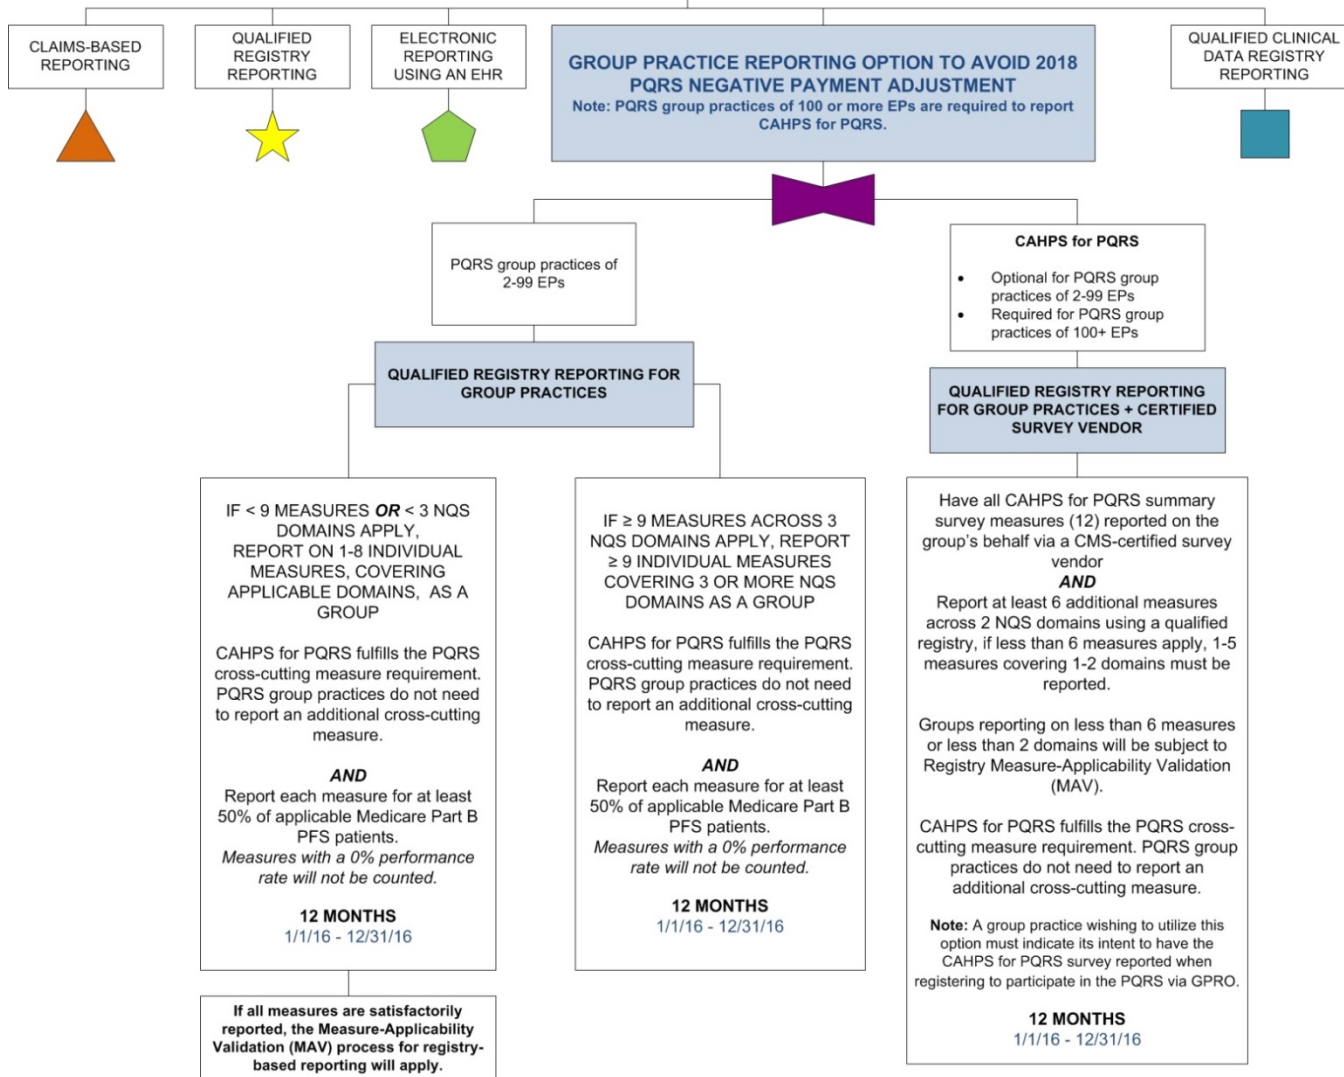 CLAIMS-BASED
REPORTING
QUALIFIED
REGISTRY
REPORTING
ELECTRONIC
REPORTING
USING AN EHR
GROUP PRACTICE REPORTING OPTION TO AVOID 2018
PQRS NEGATIVE PAYMENT ADJUSTMENT
Note: PQRS group practices of 100 or more EPs are required to report
CAHPS for PQRS.
QUALIFIED CLINICAL
DATA REGISTRY
REPORTING
PQRS group practices of
2-99 EPs
CAHPS for PQRS
• Optional for PQRS group
practices of 2-99 EPs
• Required for PQRS group
practices of 100+ EPs
QUALIFIED REGISTRY REPORTING FOR
GROUP PRACTICES
QUALIFIED REGISTRY REPORTING
FOR GROUP PRACTICES + CERTIFIED
SURVEY VENDOR
IF < 9 MEASURES OR < 3 NQS
DOMAINS APPLY,
REPORT ON 1-8 INDIVIDUAL
MEASURES, COVERING
APPLICABLE DOMAINS, AS A
GROUP
CAHPS for PQRS fulfills the PQRS
cross-cutting measure requirement.
PQRS group practices do not need
to report an additional cross-cutting
measure.
AND
Report each measure for at least
50% of applicable Medicare Part B
PFS patients.
Measures with a 0% performance
rate will not be counted.
12 MONTHS
1/1/16 - 12/31/16
If all measures are satisfactorily
reported, the Measure-Applicability
Validation (MAV) process for registry-
based reporting will apply.
IF ≥ 9 MEASURES ACROSS 3
NQS DOMAINS APPLY, REPORT
≥ 9 INDIVIDUAL MEASURES
COVERING 3 OR MORE NQS
DOMAINS AS A GROUP
CAHPS for PQRS fulfills the PQRS
cross-cutting measure requirement.
PQRS group practices do not need
to report an additional cross-cutting
measure.
AND
Report each measure for at least
50% of applicable Medicare Part B
PFS patients.
Measures with a 0% performance
rate will not be counted.
12 MONTHS
1/1/16 - 12/31/16
Have all CAHPS for PQRS summary
survey measures (12) reported on the
group's behalf via a CMS-certified survey
vendor
AND
Report at least 6 additional measures
across 2 NQS domains using a qualified
registry, if less than 6 measures apply, 1-5
measures covering 1-2 domains must be
reported.
Groups reporting on less than 6 measures
or less than 2 domains will be subject to
Registry Measure-Applicability Validation
(MAV).
CAHPS for PQRS fulfills the PQRS cross-
cutting measure requirement. PQRS group
practices do not need to report an
additional cross-cutting measure.
Note: A group practice wishing to utilize this
option must indicate its intent to have the
CAHPS for PQRS survey reported when
registering to participate in the PQRS via GPRO.
12 MONTHS
1/1/16 - 12/31/16